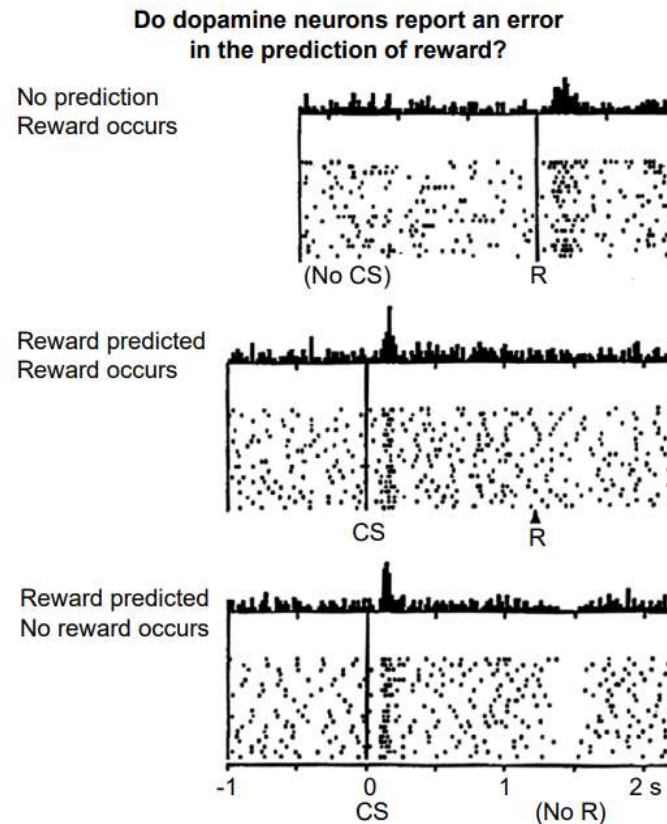 Do dopamine neurons report an error
in the prediction of reward?
No prediction
Reward occurs
(No CS) R
Reward predicted
Reward occurs
CS R
Reward predicted
No reward occurs
-1 0 1 2 s
CS (No R)